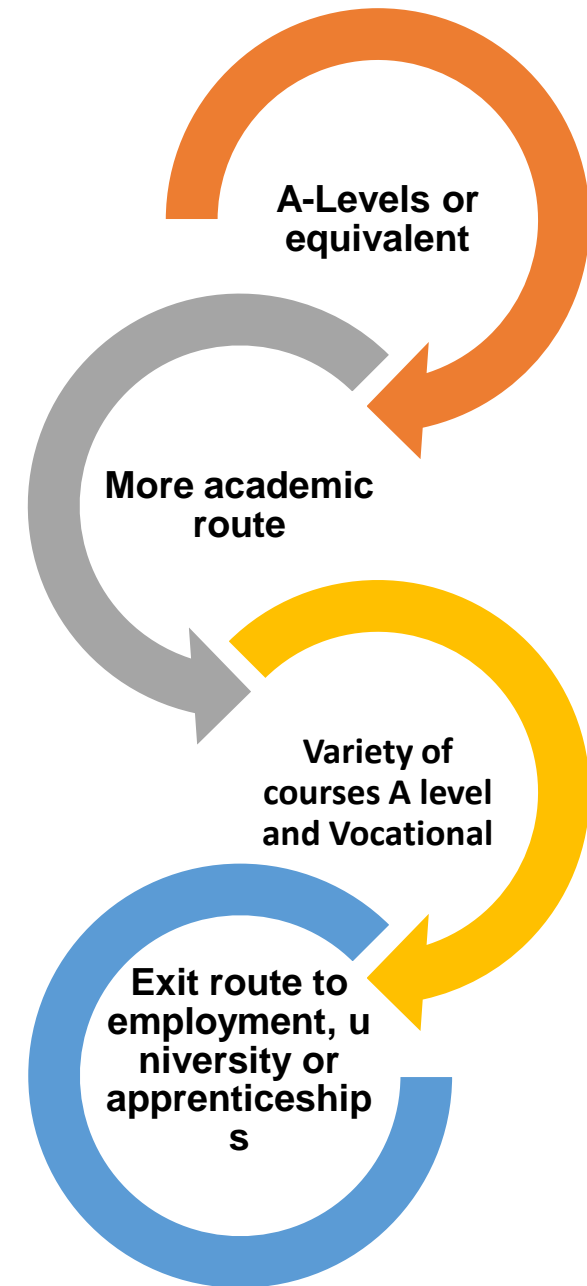 A-Levels or
equivalent
More academic
route
Variety of
courses A level
and Vocational
Exit route to
employment, u
niversity or
apprenticeship
s